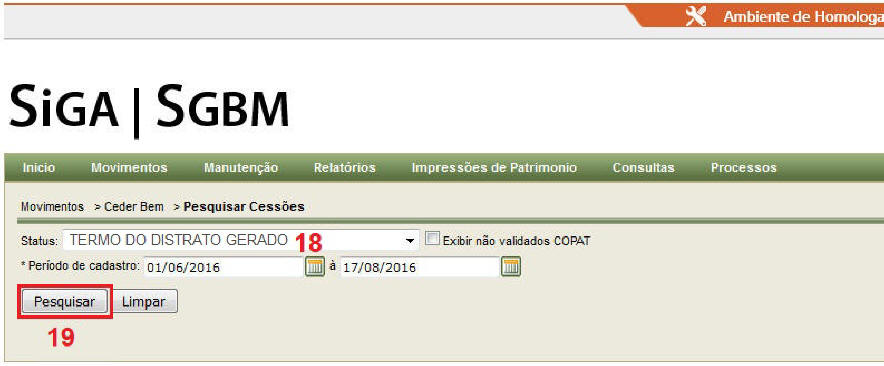 Ambiente de Homologa
SIGA | SGBM
Inicio Movimentos Manutenção Relatórios Impressões de Patrimonio Consultas Processos
Movimentos > Ceder Bem > Pesquisar Cessões
Status: TERMO DO DISTRATO GERADO 18 Exibir não validados COPAT
* Período de cadastro: 01/06/2016 à 17/08/2016
Pesquisar Limpar
19